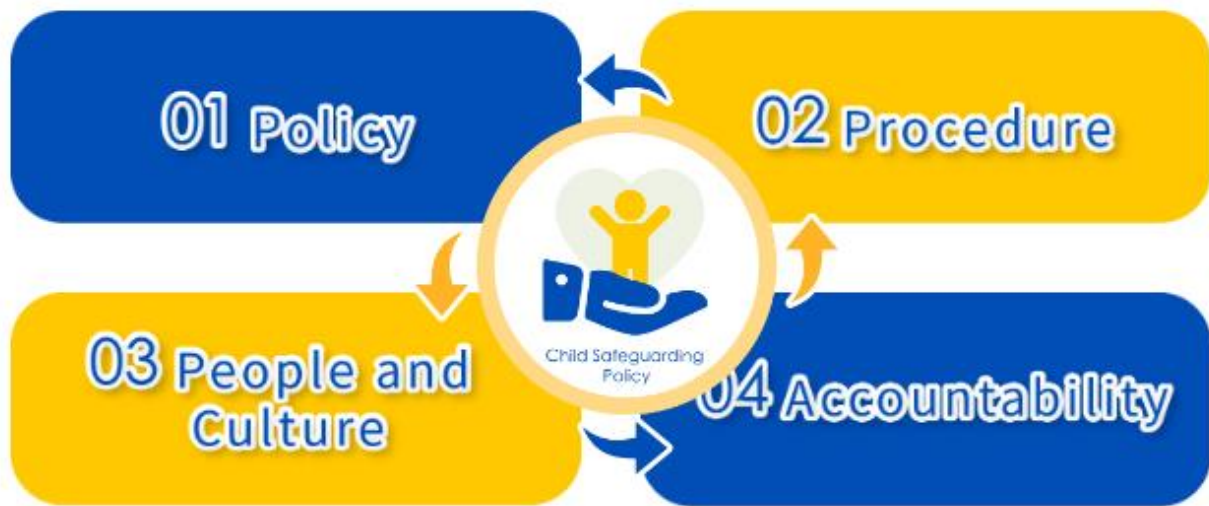 01 Policy
02 Procedure
Child Safeguarding
Policy
03 People and
Culture
04 Accountability